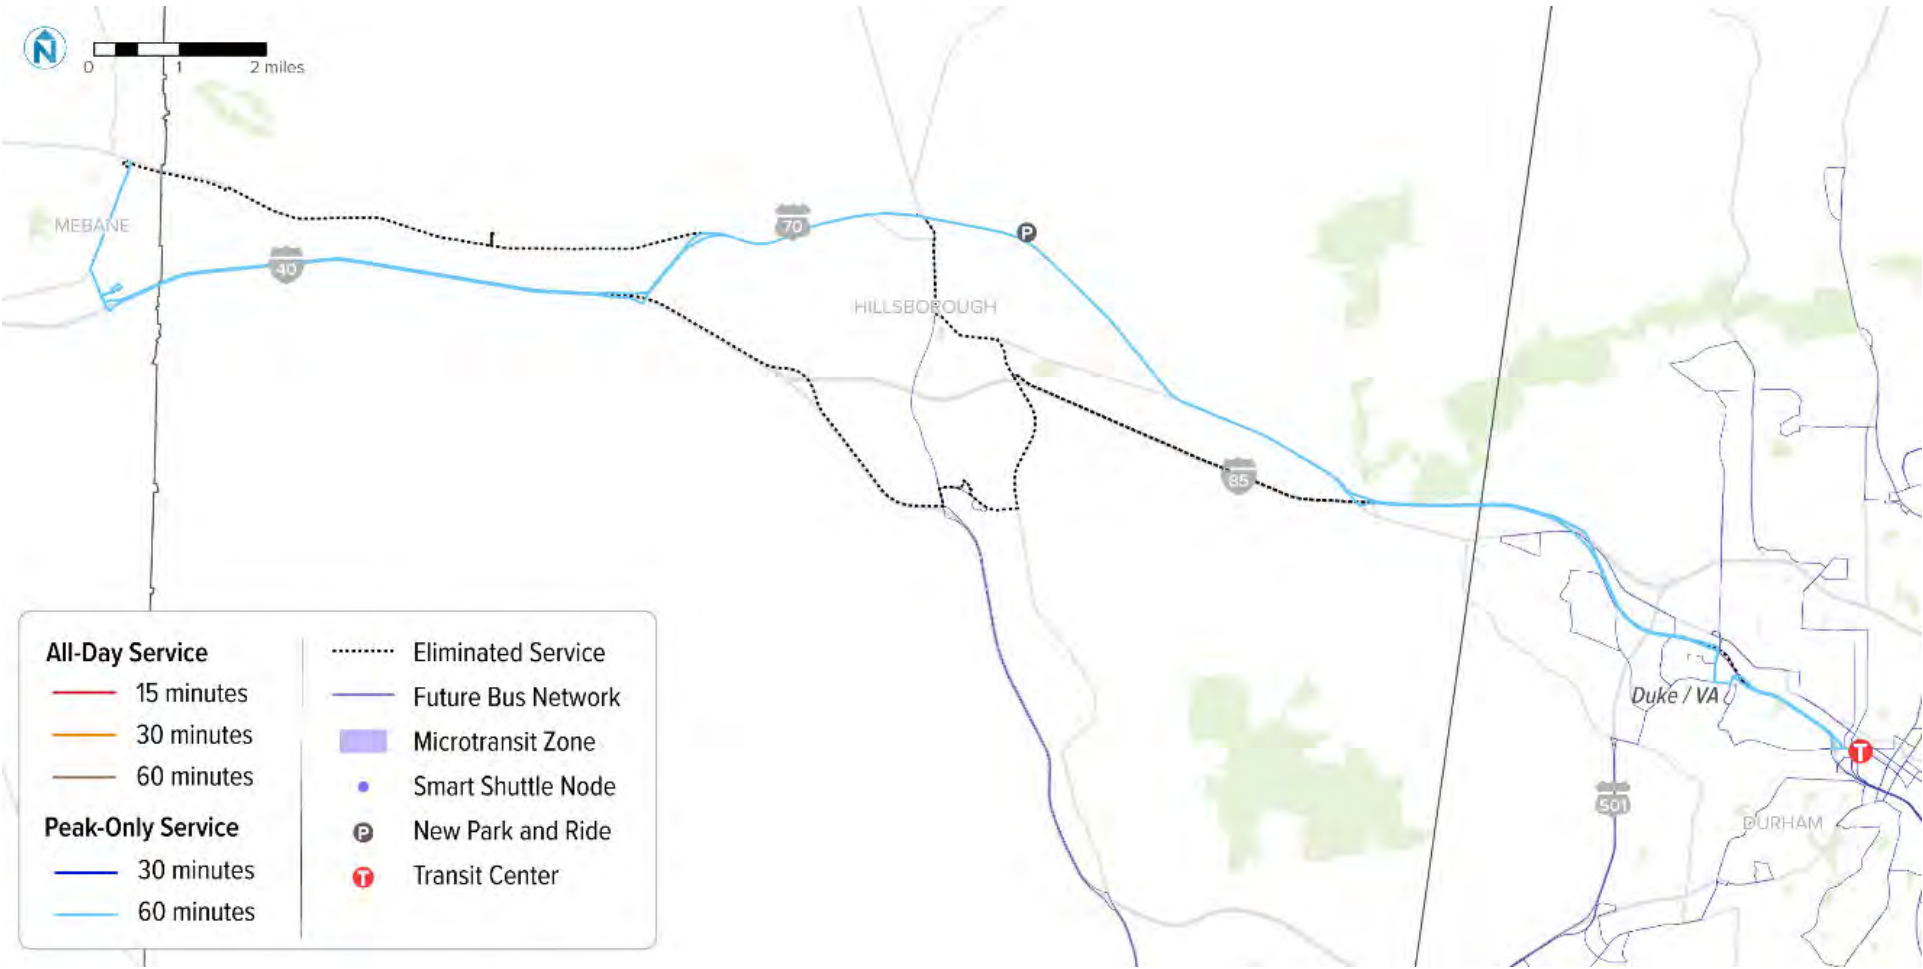 N
0 1 2 miles
MEBANE
40
70
P
HILLSBOROUGH
85
Duke / VA
T
501
DURHAM
All-Day Service
15 minutes
30 minutes
60 minutes
Peak-Only Service
30 minutes
60 minutes
Eliminated Service
Future Bus Network
Microtransit Zone
Smart Shuttle Node
P New Park and Ride
T Transit Center